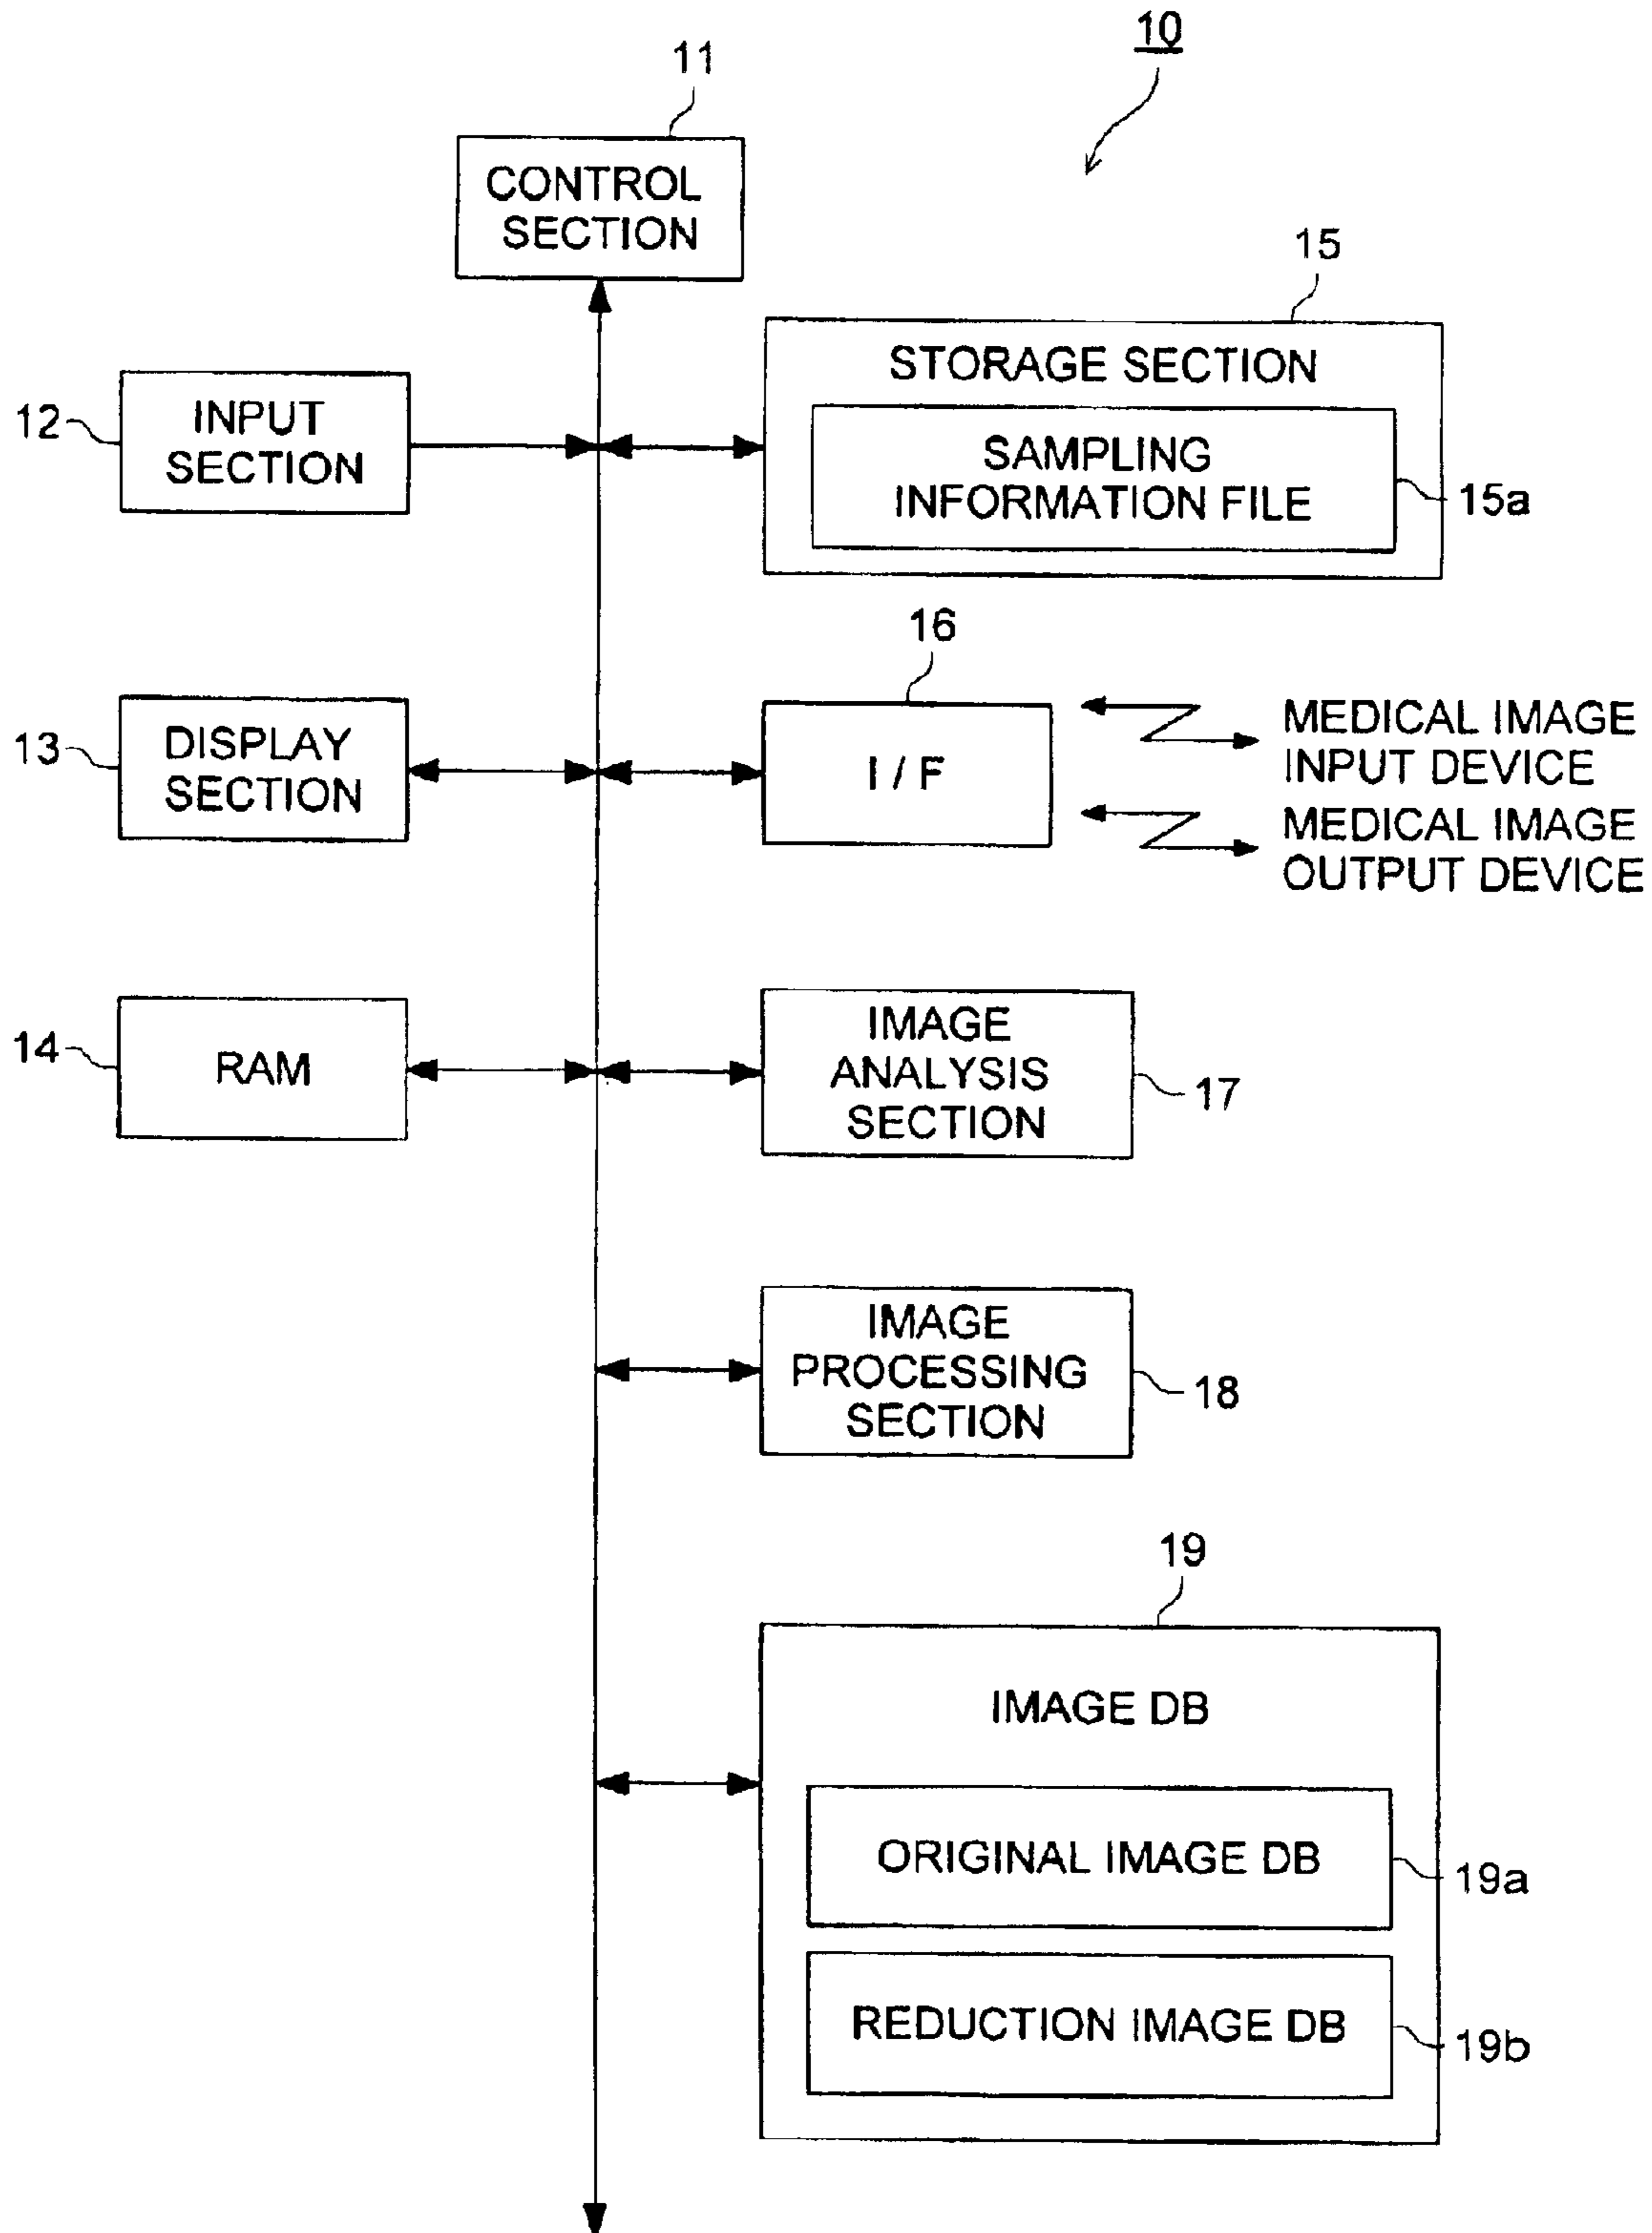 10
11
CONTROL
SECTION
15
STORAGE SECTION
12
INPUT
SECTION
SAMPLING
INFORMATION FILE
15a
16
13
DISPLAY
SECTION
I / F
MEDICAL IMAGE
INPUT DEVICE
MEDICAL IMAGE
OUTPUT DEVICE
14
RAM
IMAGE
ANALYSIS
SECTION
17
IMAGE
PROCESSING
SECTION
18
19
IMAGE DB
ORIGINAL IMAGE DB
19a
REDUCTION IMAGE DB
19b